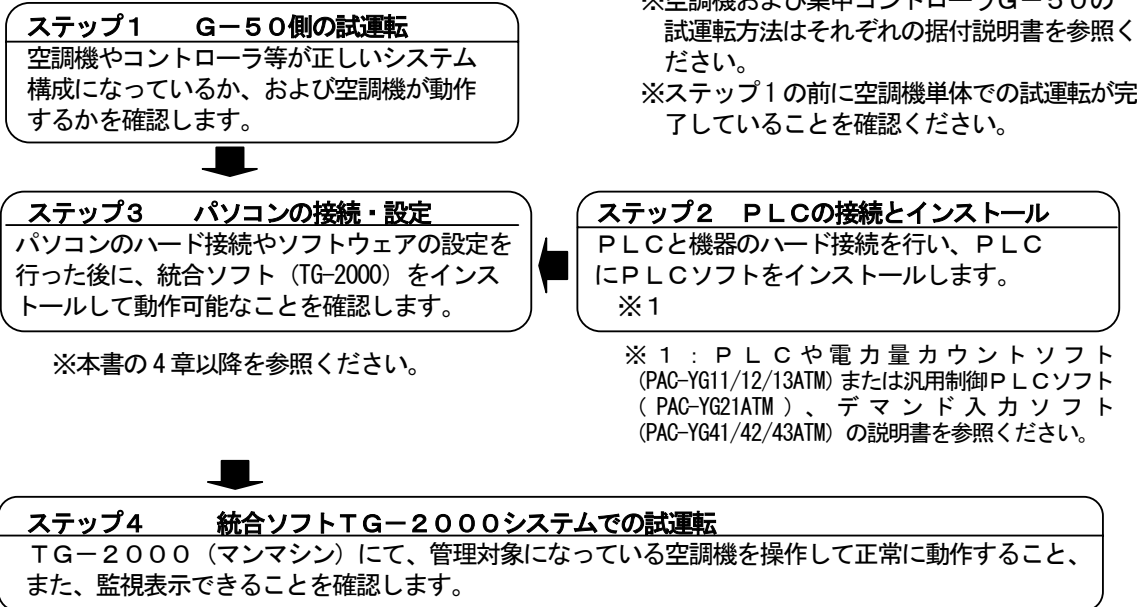 ステップ1　　G－50側の試運転
空調機やコントローラ等が正しいシステム
構成になっているか、および空調機が動作
するかを確認します。
※空調機および集中コントローラG－50の
試運転方法はそれぞれの据付説明書を参照く
ださい。
※ステップ1の前に空調機単体での試運転が完
了していることを確認ください。
ステップ3　　パソコンの接続・設定
パソコンのハード接続やソフトウェアの設定を
行った後に、統合ソフト（TG-2000）をインス
トールして動作可能なことを確認します。
※本書の4章以降を参照ください。
ステップ2　PLCの接続とインストール
PLCと機器のハード接続を行い、PLC
にPLCソフトをインストールします。
※1
※1：PLCや電力量カウントソフト
(PAC-YG11/12/13ATM)または汎用制御PLCソフト
(PAC-YG21ATM)、デマンド入力ソフト
(PAC-YG41/42/43ATM)の説明書を参照ください。
ステップ4　　統合ソフトTG－2000システムでの試運転
TG－2000（マンマシン）にて、管理対象になっている空調機を操作して正常に動作すること、
また、監視表示できることを確認します。